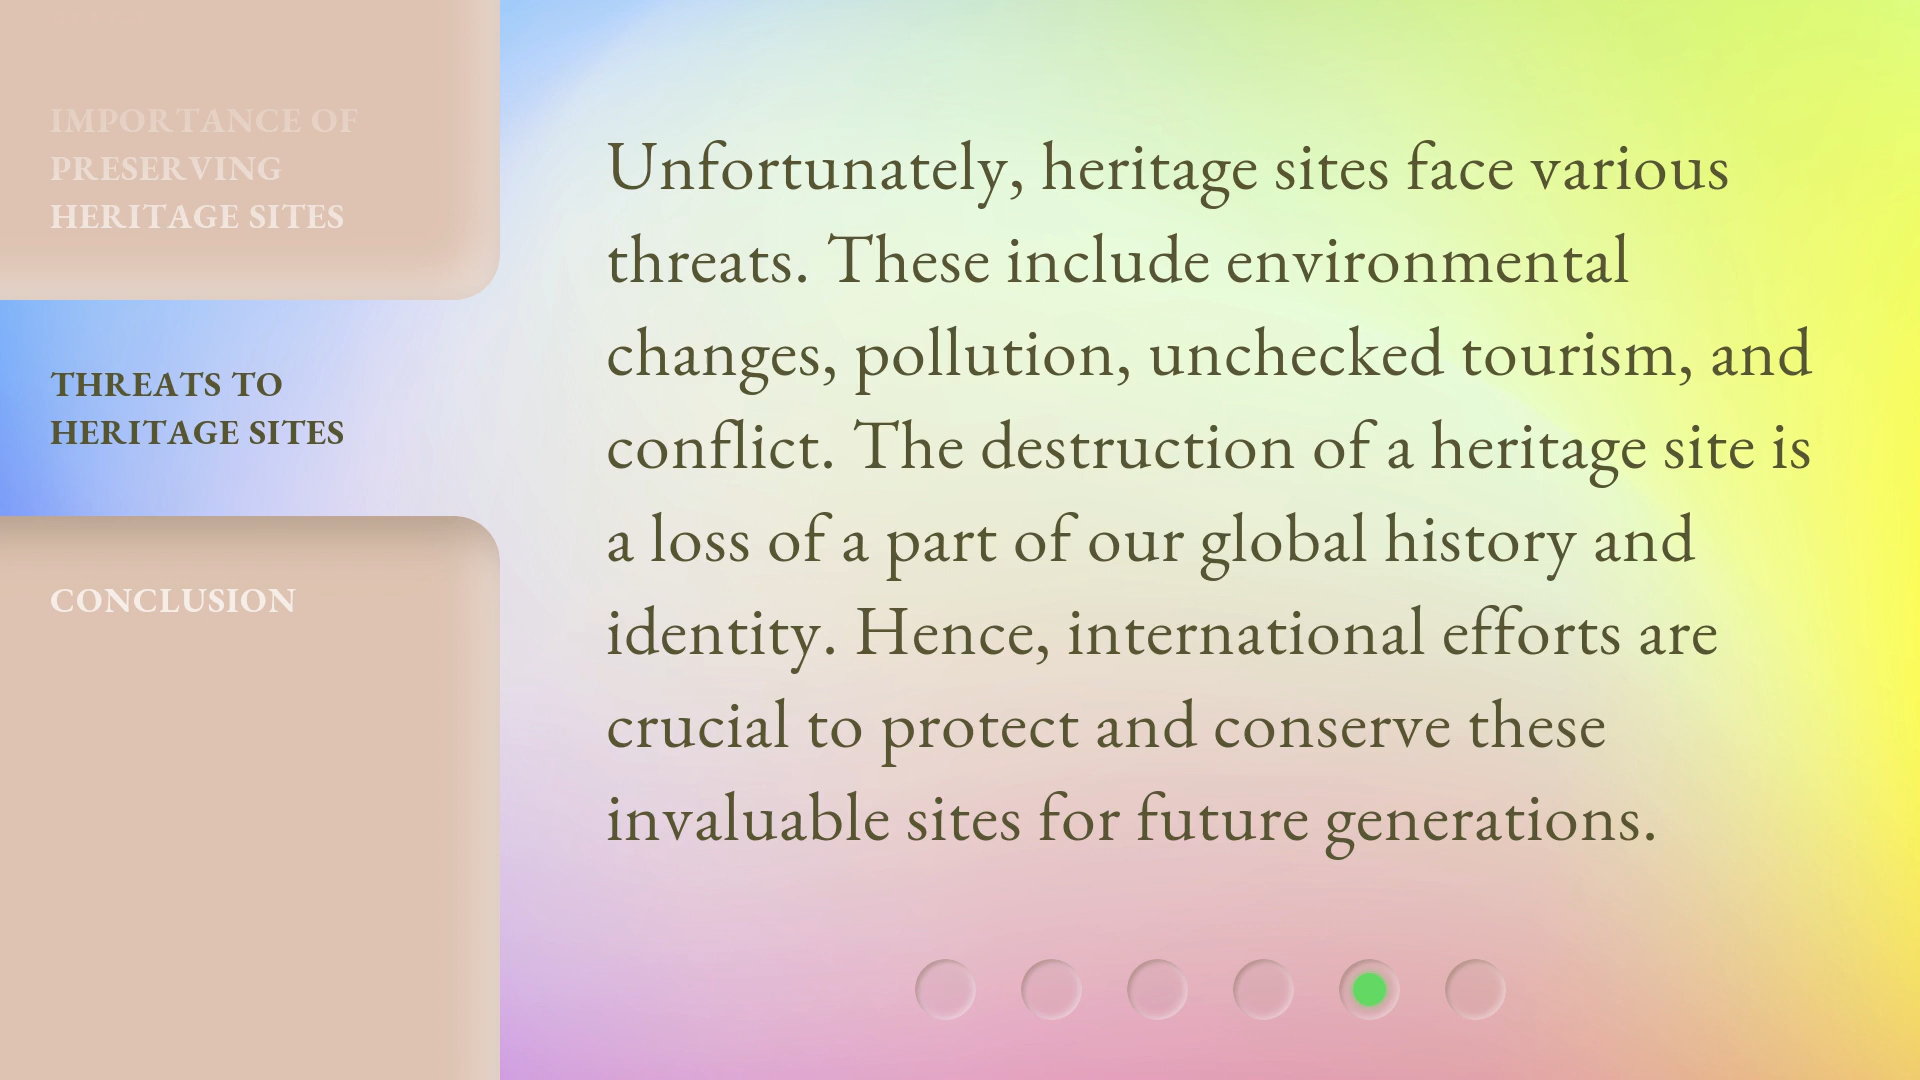 IMPORTANCE OF
PRESERVING
HERITAGE SITES
THREATS TO
HERITAGE SITES
CONCLUSION
Unfortunately, heritage sites face various
threats. These include environmental
changes, pollution, unchecked tourism, and
conflict. The destruction of a heritage site is
a loss of a part of our global history and
identity. Hence, international efforts are
crucial to protect and conserve these
invaluable sites for future generations.